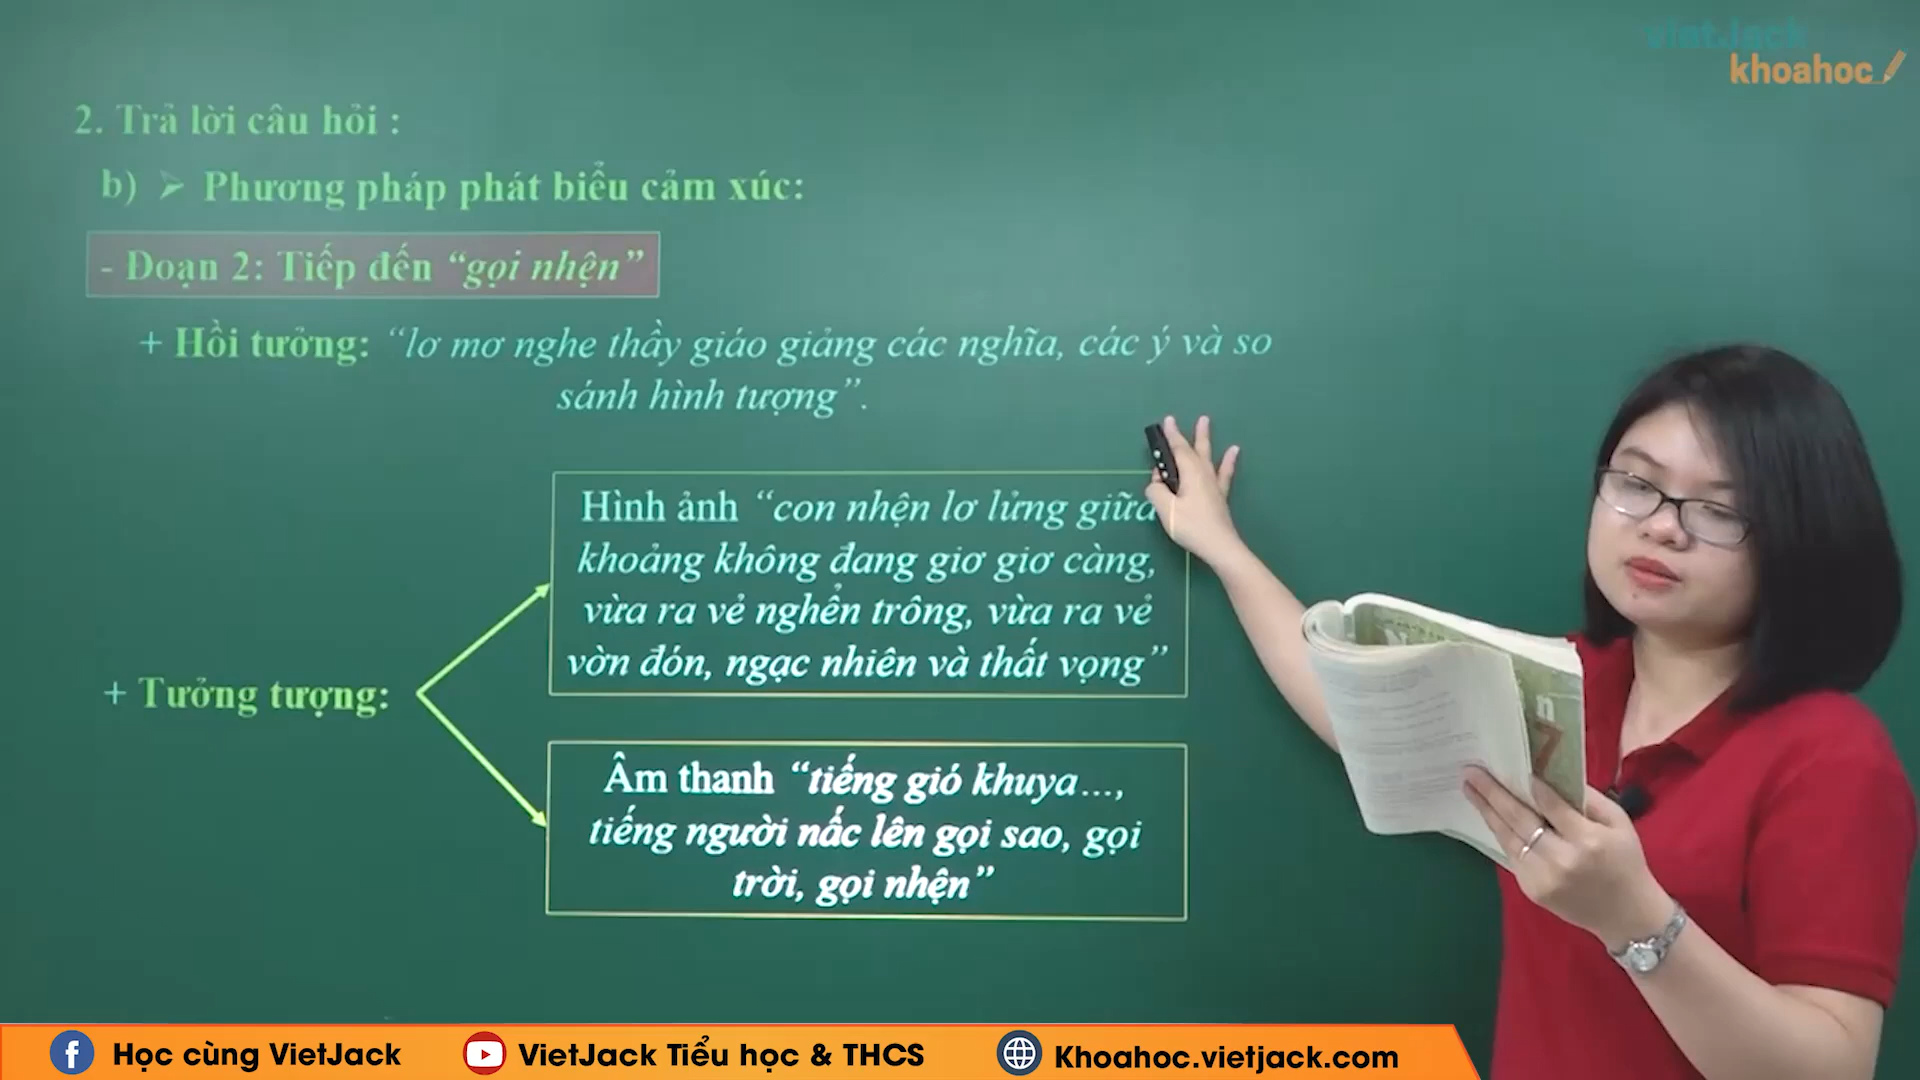 vietJack
khoahoc
2. Trả lời câu hỏi :
b) ➢ Phương pháp phát biểu cảm xúc:
- Đoạn 2: Tiếp đến “gọi nhện”
+ Hồi tưởng: “lơ mơ nghe thầy giáo giảng các nghĩa, các ý và so
sánh hình tượng”.
Hình ảnh “con nhện lơ lửng giữa
khoảng không đang giơ giơ càng,
vừa ra vẻ nghển trông, vừa ra vẻ
vờn đón, ngạc nhiên và thất vọng”
+ Tưởng tượng:
Âm thanh “tiếng gió khuya...,
tiếng người nấc lên gọi sao, gọi
trời, gọi nhện”
n
7
Học cùng VietJack
VietJack Tiểu học & THCS
Khoahoc.vietjack.com